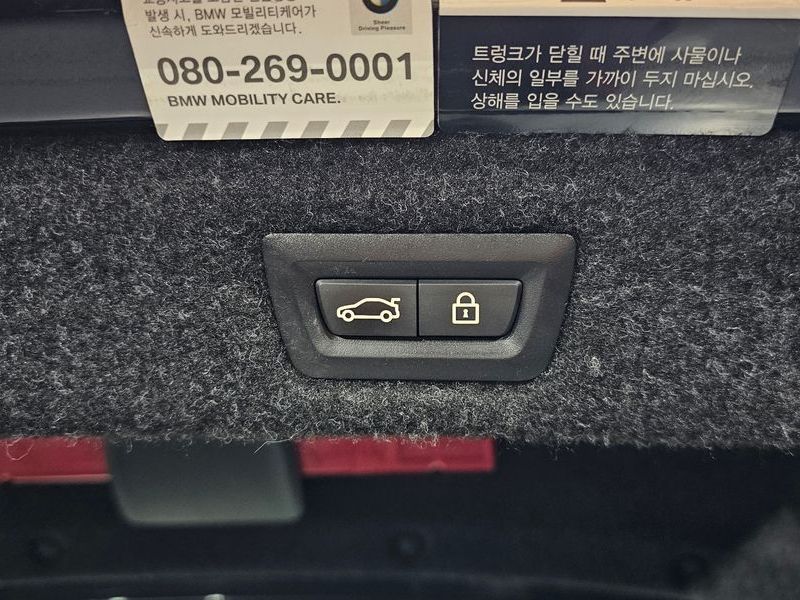 발생 시, BMW 모빌리티케어가
신속하게 도와드리겠습니다.
Sheer
Driving Pleasure
080-269-0001
BMW MOBILITY CARE.
트렁크가 닫힐 때 주변에 사물이나
신체의 일부를 가까이 두지 마십시오.
상해를 입을 수도 있습니다.